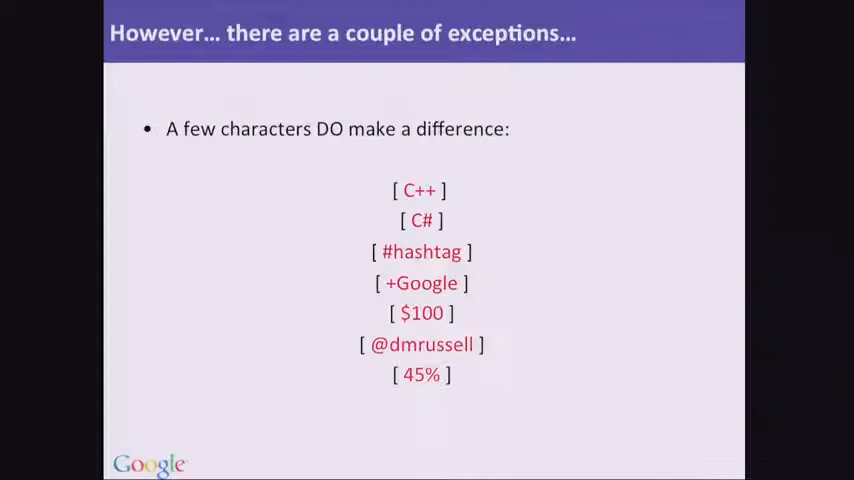 However… there are a couple of exceptions…
• A few characters DO make a difference:
[ C++ ]
[ C# ]
[ #hashtag ]
[ +Google ]
[ $100 ]
[ @dmrussell ]
[ 45% ]
Google